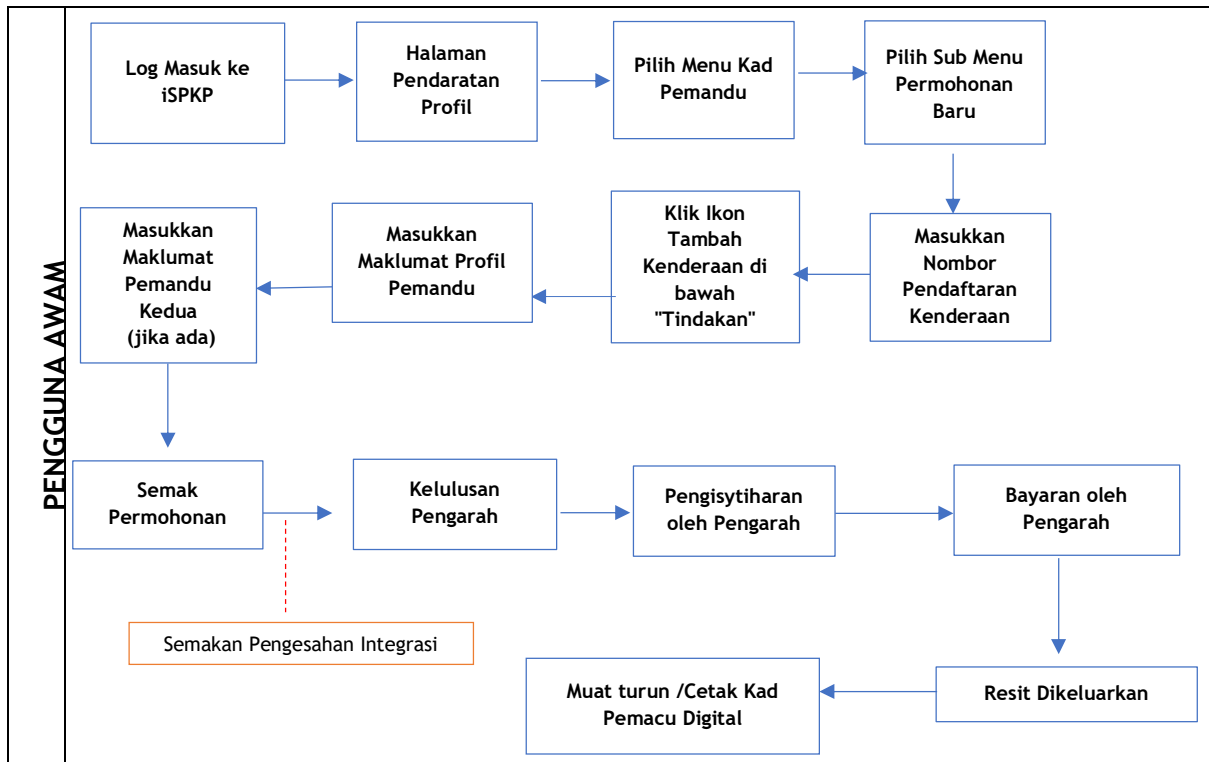 PENGGUNA AWAM
Log Masuk ke
iSPKP
Halaman
Pendaratan
Profil
Pilih Menu Kad
Pemandu
Pilih Sub Menu
Permohonan
Baru
Masukkan
Nombor
Pendaftaran
Kenderaan
Klik Ikon
Tambah
Kenderaan di
bawah
"Tindakan"
Masukkan
Maklumat Profil
Pemandu
Masukkan
Maklumat
Pemandu
Kedua
(jika ada)
Semak
Permohonan
Kelulusan
Pengarah
Pengisytiharan
oleh Pengarah
Bayaran oleh
Pengarah
Semakan Pengesahan Integrasi
Resit Dikeluarkan
Muat turun /Cetak Kad
Pemacu Digital